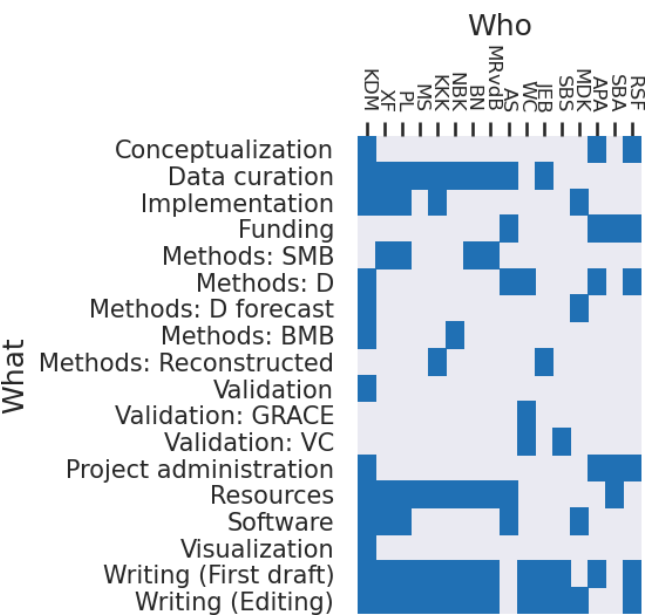 Who
KDM XF PL MS KKK NBK BN MRvdB AS WC JEB SBS MDK APA SBA RSF
Conceptualization
Data curation
Implementation
Funding
Methods: SMB
Methods: D
Methods: D forecast
Methods: BMB
Methods: Reconstructed
Validation
Validation: GRACE
Validation: VC
Project administration
Resources
Software
Visualization
Writing (First draft)
Writing (Editing)
What